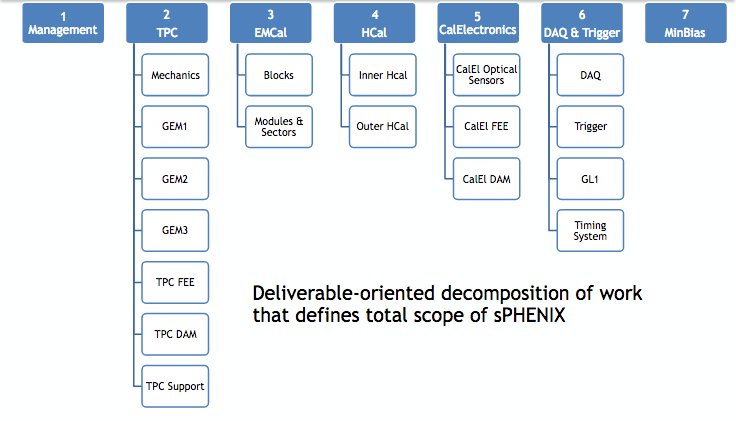 1
Management
2
TPC
3
EMCal
4
HCal
5
CalElectronics
6
DAQ & Trigger
7
MinBias
Mechanics
GEM1
GEM2
GEM3
TPC FEE
TPC DAM
TPC Support
Blocks
Modules &
Sectors
Inner Hcal
Outer HCal
CalEl Optical
Sensors
CalEl FEE
CalEl DAM
DAQ
Trigger
GL1
Timing
System
Deliverable-oriented decomposition of work
that defines total scope of sPHENIX